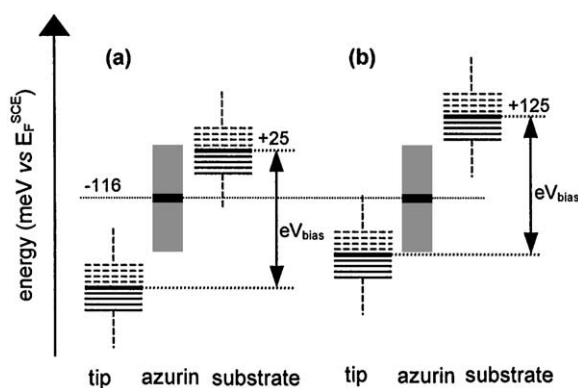 energy (meV vs E_F^SCE)
(a)
(b)
+25
+125
-116
eV_bias
eV_bias
tip azurin substrate tip azurin substrate